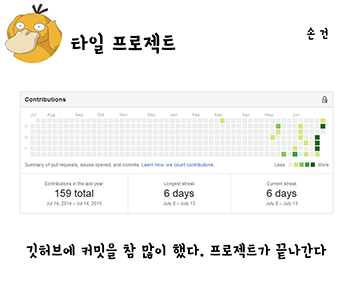 타일 프로젝트
손 건
Contributions
Jul Aug Sep Oct Nov Dec Jan Feb Mar Apr May Jun
M
W
F
Summary of pull requests, issues opened, and commits. Learn how we count contributions.
Less More
Contributions in the last year
159 total
Jul 14, 2014 – Jul 14, 2015
Longest streak
6 days
July 8 – July 13
Current streak
6 days
July 8 – July 13
깃허브에 커밋을 참 많이 했다. 프로젝트가 끝나간다